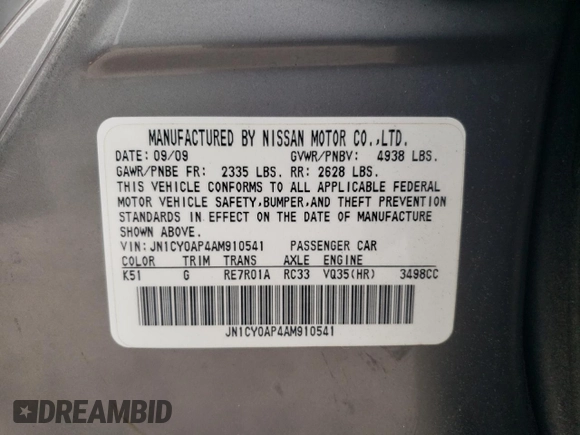 MANUFACTURED BY NISSAN MOTOR CO.,LTD.
DATE: 09/09 GVWR/PNBV: 4938 LBS.
GAWR/PNBE FR: 2335 LBS. RR: 2628 LBS.
THIS VEHICLE CONFORMS TO ALL APPLICABLE FEDERAL
MOTOR VEHICLE SAFETY,BUMPER,AND THEFT PREVENTION
STANDARDS IN EFFECT ON THE DATE OF MANUFACTURE
SHOWN ABOVE.
VIN: JN1CY0AP4AM910541 PASSENGER CAR
COLOR TRIM TRANS AXLE ENGINE
K51 G RE7R01A RC33 VQ35(HR) 3498CC
JN1CY0AP4AM910541
DREAMBID